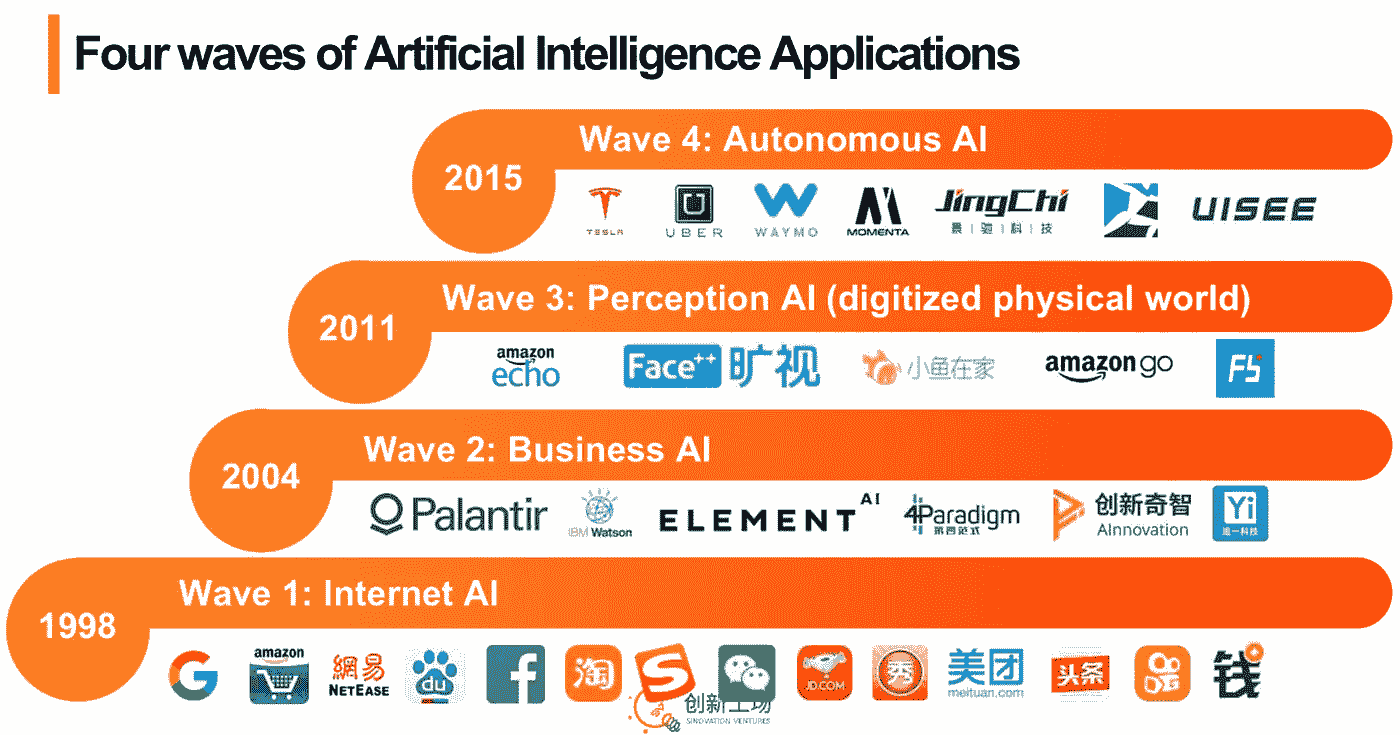 Four waves of Artificial Intelligence Applications
Wave 4: Autonomous AI
2015
TESLA
U
UBER
WAYMO
MOMENTA
JingChi
景 | 驰 | 科 | 技
UISEE
Wave 3: Perception AI (digitized physical world)
2011
amazon
echo
Face++ 旷视
小鱼在家
amazon go
F5
Wave 2: Business AI
2004
Palantir
IBM Watson
ELEMENT AI
4Paradigm
第四范式
创新奇智
AInnovation
Yi
追一科技
Wave 1: Internet AI
1998
G
amazon
網易
NETEASE
du
f
淘
S
JD.COM
秀
美团
meituan.com
头条
钱
创新工场
SINOVATION VENTURES